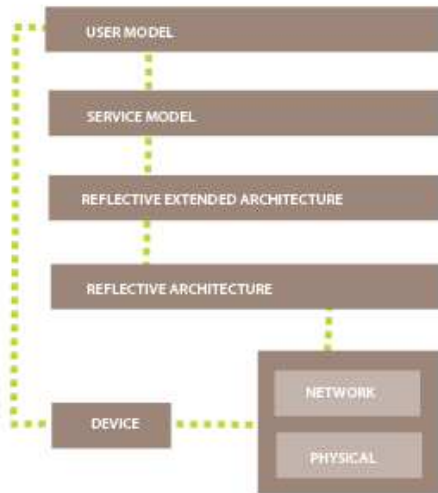 USER MODEL
SERVICE MODEL
REFLECTIVE EXTENDED ARCHITECTURE
REFLECTIVE ARCHITECTURE
NETWORK
DEVICE
PHYSICAL